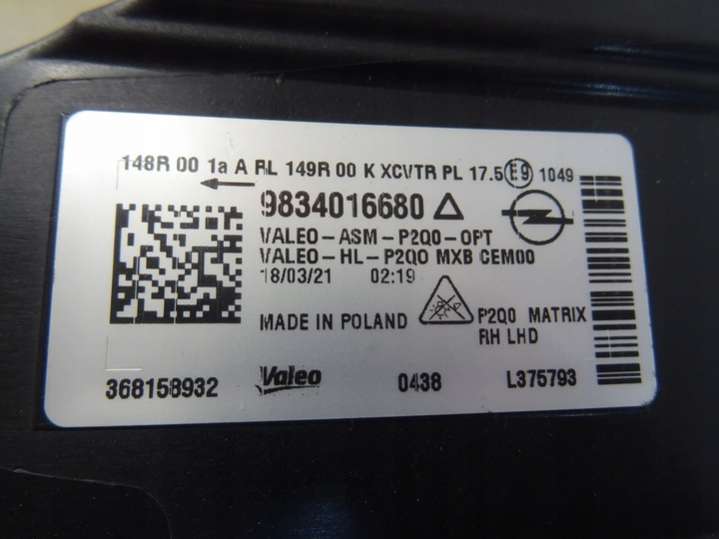 148R 00 1a A RL 149R 00 K XCVTR PL 17.5 E9 1049
9834016680
VALEO-ASM-P2Q0-OPT
VALEO-HL-P2Q0 MXB CEM00
18/03/21 02:19
MADE IN POLAND
P2Q0 MATRIX
RH LHD
368158932 Valeo 0438 L375793